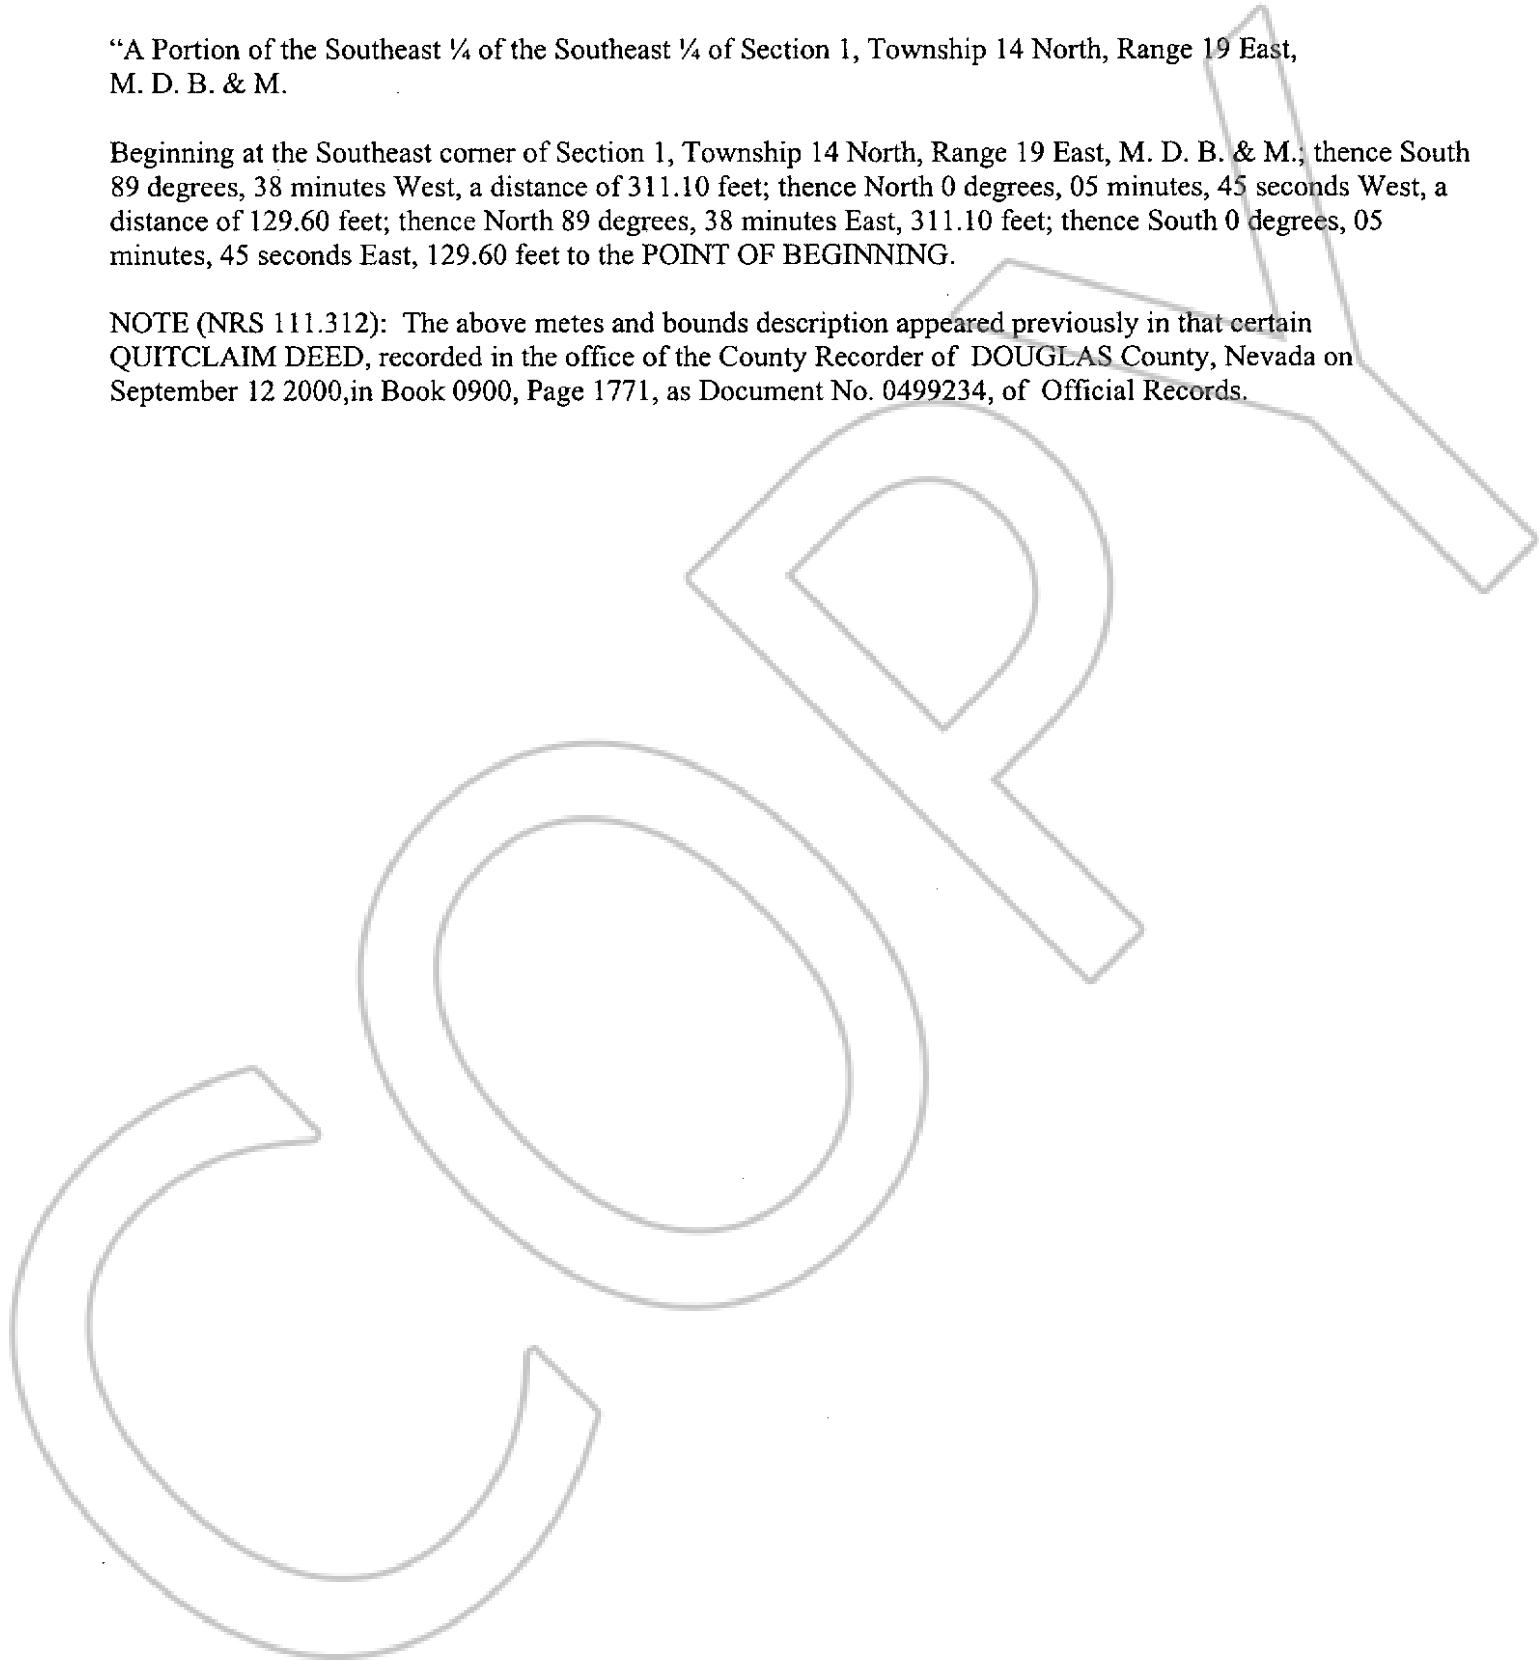 “A Portion of the Southeast ¼ of the Southeast ¼ of Section 1, Township 14 North, Range 19 East,
M. D. B. & M.
Beginning at the Southeast corner of Section 1, Township 14 North, Range 19 East, M. D. B. & M.; thence South
89 degrees, 38 minutes West, a distance of 311.10 feet; thence North 0 degrees, 05 minutes, 45 seconds West, a
distance of 129.60 feet; thence North 89 degrees, 38 minutes East, 311.10 feet; thence South 0 degrees, 05
minutes, 45 seconds East, 129.60 feet to the POINT OF BEGINNING.
NOTE (NRS 111.312): The above metes and bounds description appeared previously in that certain
QUITCLAIM DEED, recorded in the office of the County Recorder of DOUGLAS County, Nevada on
September 12 2000,in Book 0900, Page 1771, as Document No. 0499234, of Official Records.
COPY